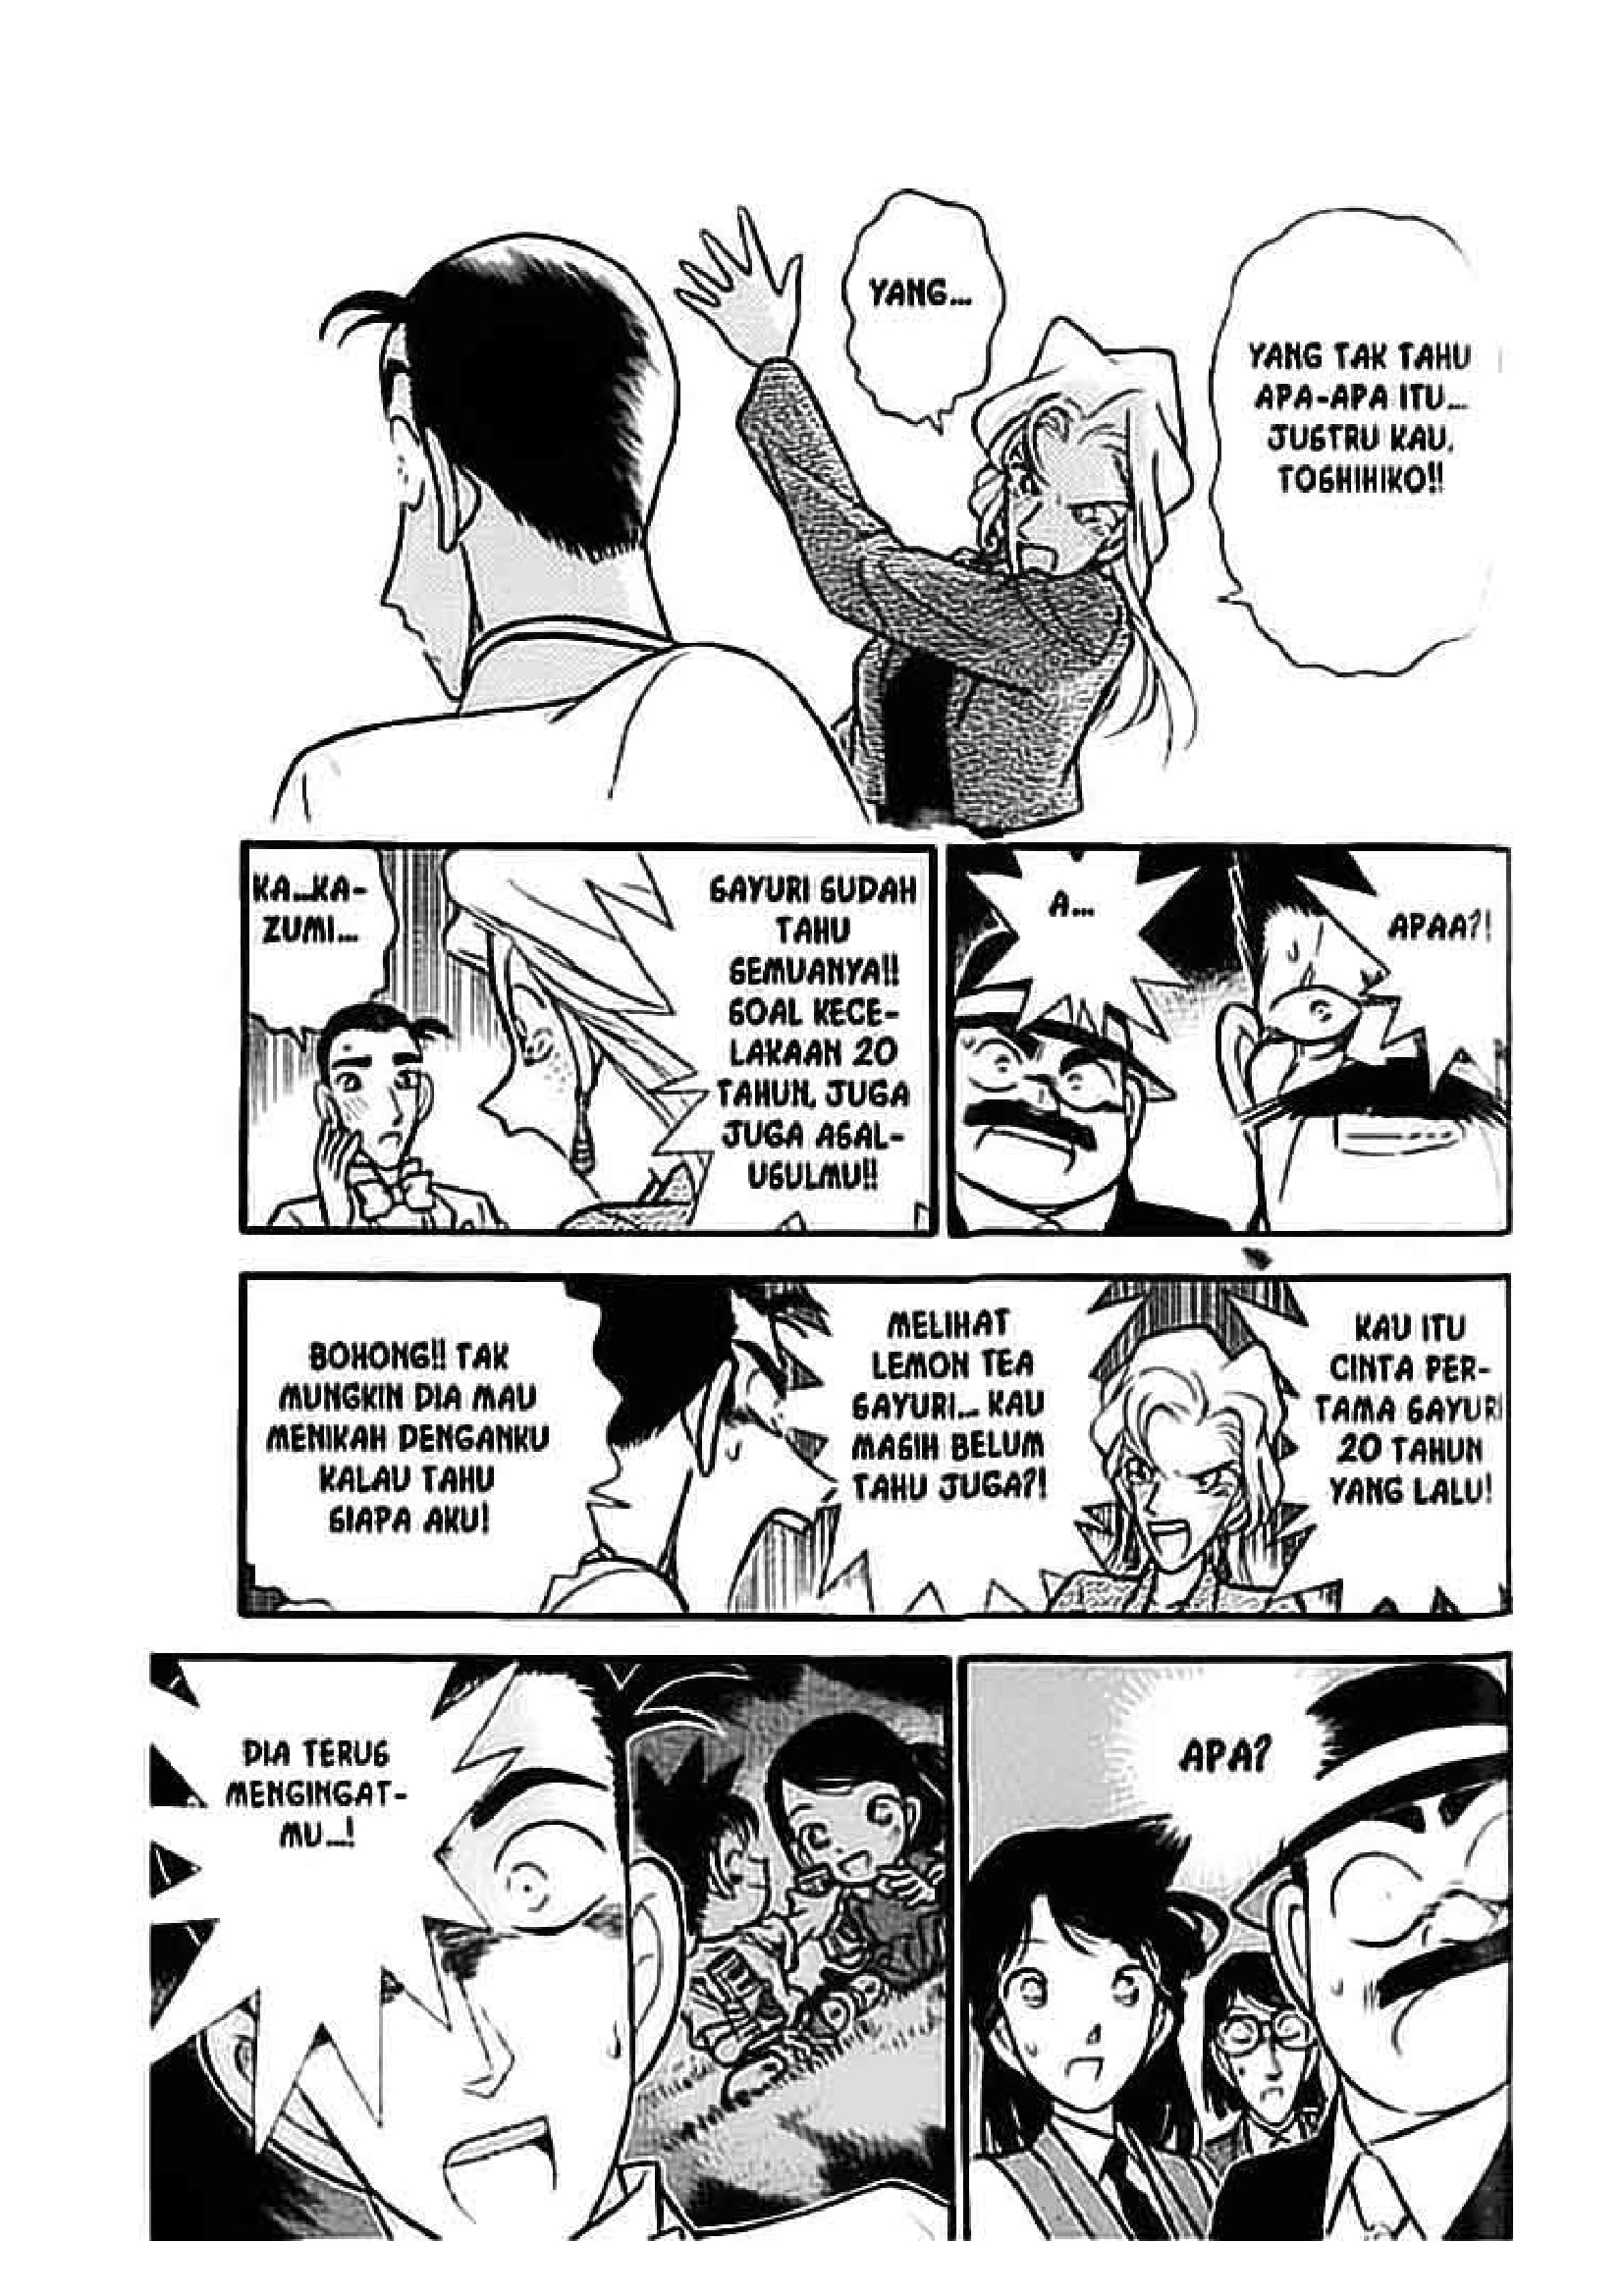 YANG...
YANG TAK TAHU
APA-APA ITU...
JUSTRU KAU,
TOSHIHIKO!!
A...
APAA?!
SAYURI SUDAH
TAHU
SEMUANYA!!
SOAL KECE-
LAKAAN 20
TAHUN, JUGA
JUGA ASAL-
USULMU!!
KA...KA-
ZUMI...
KAU ITU
CINTA PER-
TAMA SAYURI
20 TAHUN
YANG LALU!
MELIHAT
LEMON TEA
SAYURI... KAU
MASIH BELUM
TAHU JUGA?!
BOHONG!! TAK
MUNGKIN DIA MAU
MENIKAH DENGANKU
KALAU TAHU
SIAPA AKU!
APA?
DIA TERUS
MENGINGAT-
MU...!